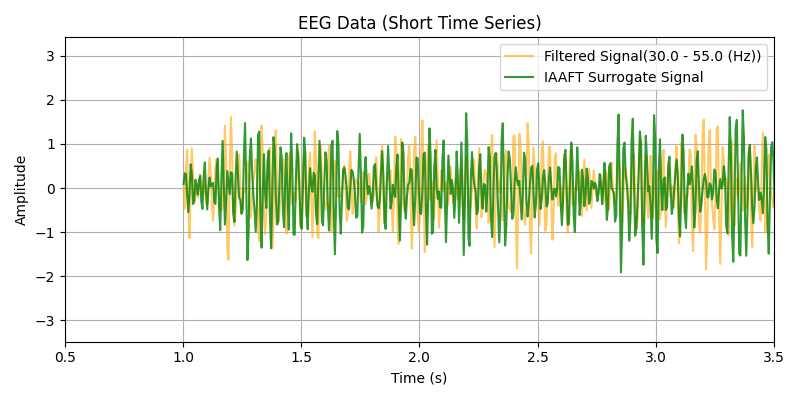 EEG Data (Short Time Series)
Filtered Signal(30.0 - 55.0 (Hz))
IAAFT Surrogate Signal
Amplitude
3
2
1
0
−1
−2
−3
0.5 1.0 1.5 2.0 2.5 3.0 3.5
Time (s)